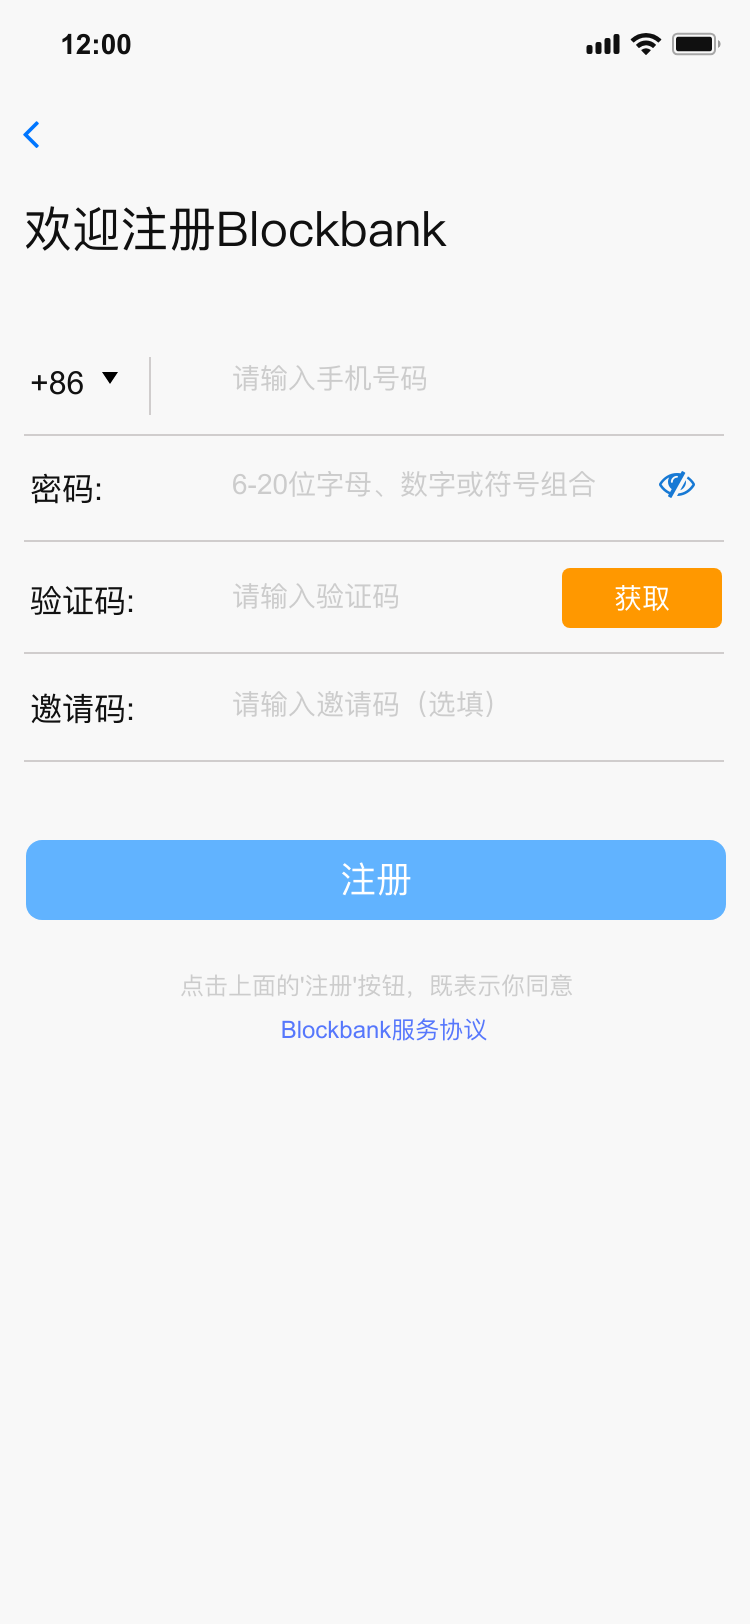 12:00
欢迎注册Blockbank
+86 请输入手机号码
密码: 6-20位字母、数字或符号组合
验证码: 请输入验证码 获取
邀请码: 请输入邀请码（选填）
注册
点击上面的'注册'按钮，既表示你同意
Blockbank服务协议